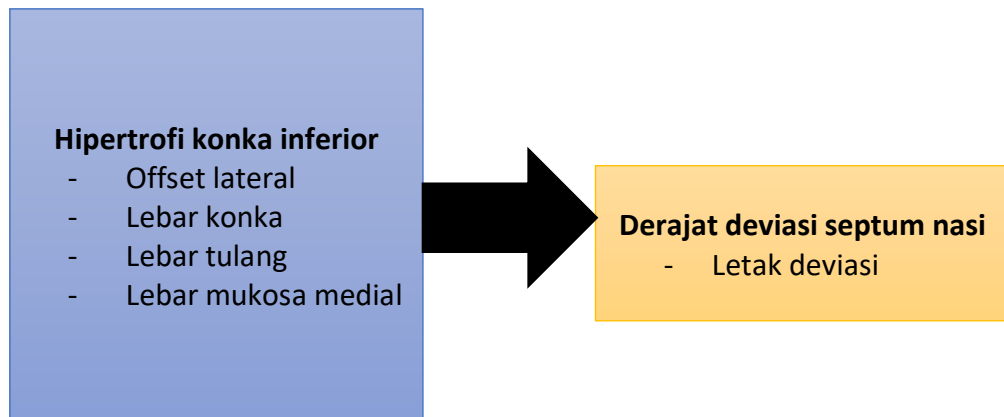 Hipertrofi konka inferior
- Offset lateral
- Lebar konka
- Lebar tulang
- Lebar mukosa medial
Derajat deviasi septum nasi
- Letak deviasi